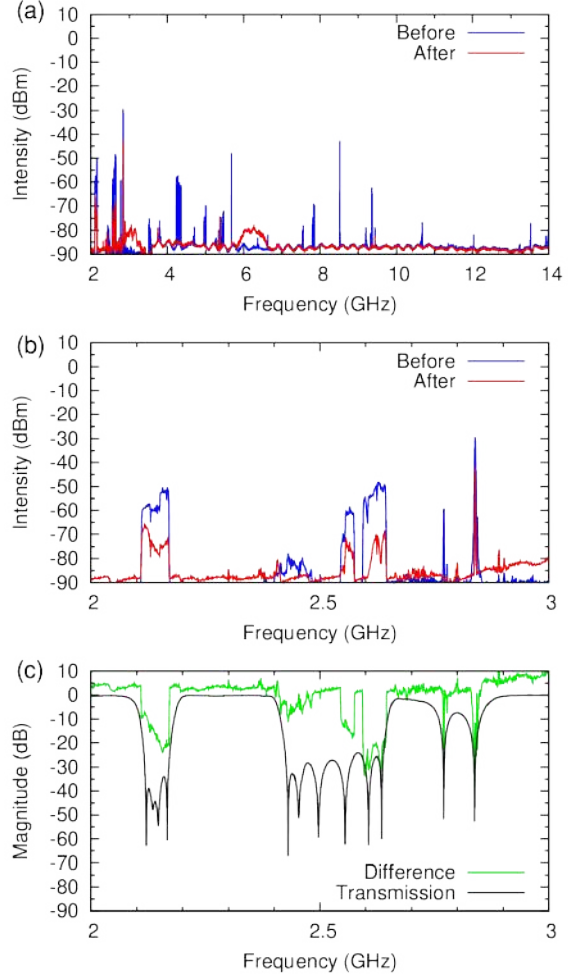 (a)
10
0
-10
-20
-30
-40
-50
-60
-70
-80
-90
Intensity (dBm)
Before
After
2 4 6 8 10 12 14
Frequency (GHz)
(b)
10
0
-10
-20
-30
-40
-50
-60
-70
-80
-90
Intensity (dBm)
Before
After
2 2.5 3
Frequency (GHz)
(c)
10
0
-10
-20
-30
-40
-50
-60
-70
-80
-90
Magnitude (dB)
Difference
Transmission
2 2.5 3
Frequency (GHz)